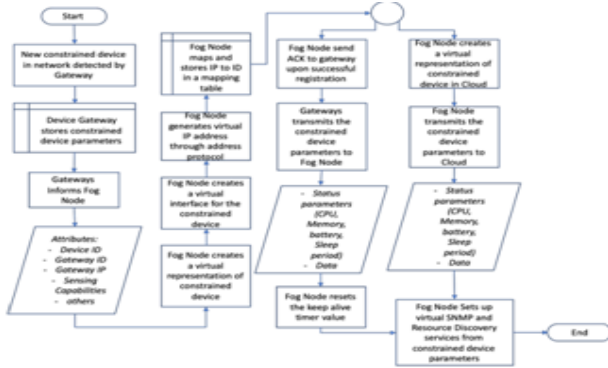 Start
New constrained device
in network detected by
Gateway
Device Gateway
stores constrained
device parameters
Gateways
Informs Fog
Node
Attributes:
- Device ID
- Gateway ID
- Gateway IP
- Sensing
Capabilities
- others
Fog Node
maps and
stores IP to ID
in a mapping
table
Fog Node
generates virtual
IP address
through address
protocol
Fog Node creates
a virtual
interface for the
constrained
device
Fog Node creates
a virtual
representation of
constrained
device
Fog Node send
ACK to gateway
upon successful
registration
Gateways
transmits the
constrained
device
parameters to
Fog Node
- Status
parameters
(CPU,
Memory,
battery,
Sleep
period)
- Data
Fog Node resets
the keep alive
timer value
Fog Node creates
a virtual
representation of
constrained
device in Cloud
Fog Node
transmits the
constrained
device
parameters to
Cloud
- Status
parameters
(CPU,
Memory,
battery,
Sleep
period)
- Data
Fog Node Sets up
virtual SNMP and
Resource Discovery
services from
constrained device
parameters
End